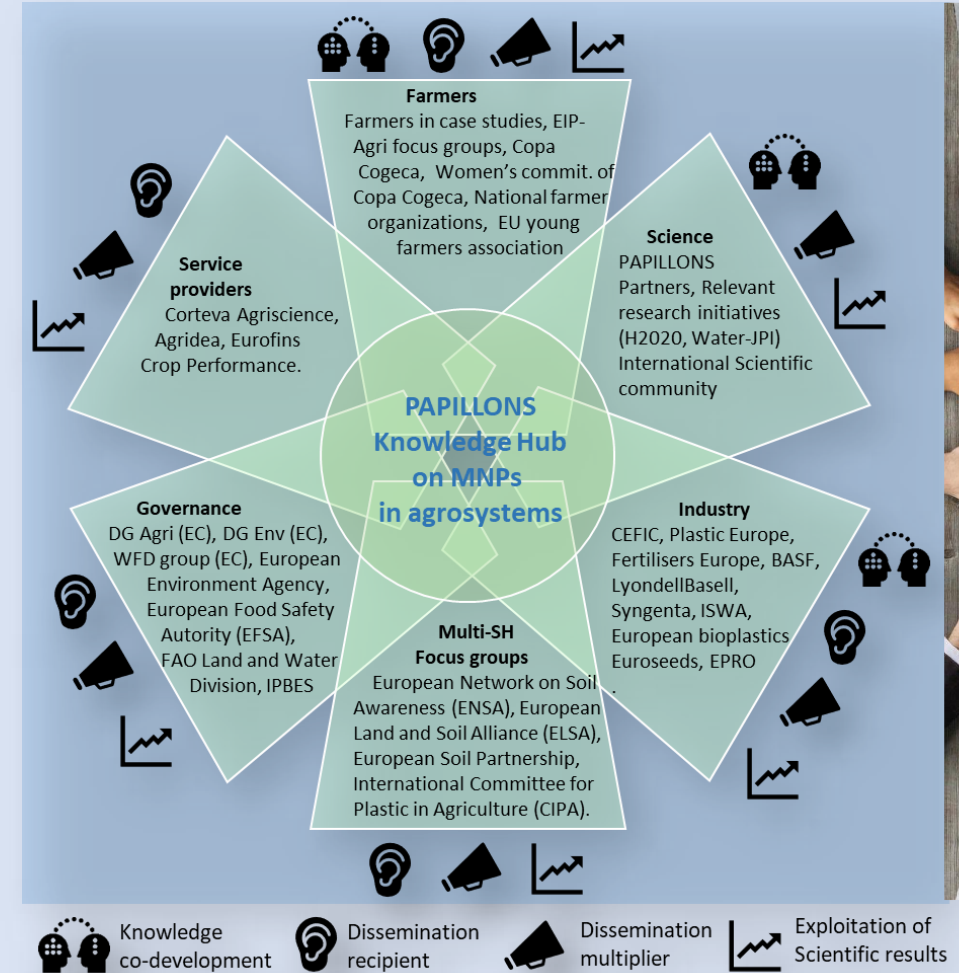 Farmers
Farmers in case studies, EIP-
Agri focus groups, Copa
Cogeca, Women's commit. of
Copa Cogeca, National farmer
organizations, EU young
farmers association
Science
PAPILLONS
Partners, Relevant
research initiatives
(H2020, Water-JPI)
International Scientific
community
Service
providers
Corteva Agriscience,
Agridea, Eurofins
Crop Performance.
PAPILLONS
Knowledge Hub
on MNPs
in agrosystems
Governance
DG Agri (EC), DG Env (EC),
WFD group (EC), European
Environment Agency,
European Food Safety
Autority (EFSA),
FAO Land and Water
Division, IPBES
Industry
CEFIC, Plastic Europe,
Fertilisers Europe, BASF,
LyondellBasell,
Syngenta, ISWA,
European bioplastics
Euroseeds, EPRO
.
Multi-SH
Focus groups
European Network on Soil
Awareness (ENSA), European
Land and Soil Alliance (ELSA),
European Soil Partnership,
International Committee for
Plastic in Agriculture (CIPA).
Knowledge
co-development
Dissemination
recipient
Dissemination
multiplier
Exploitation of
Scientific results